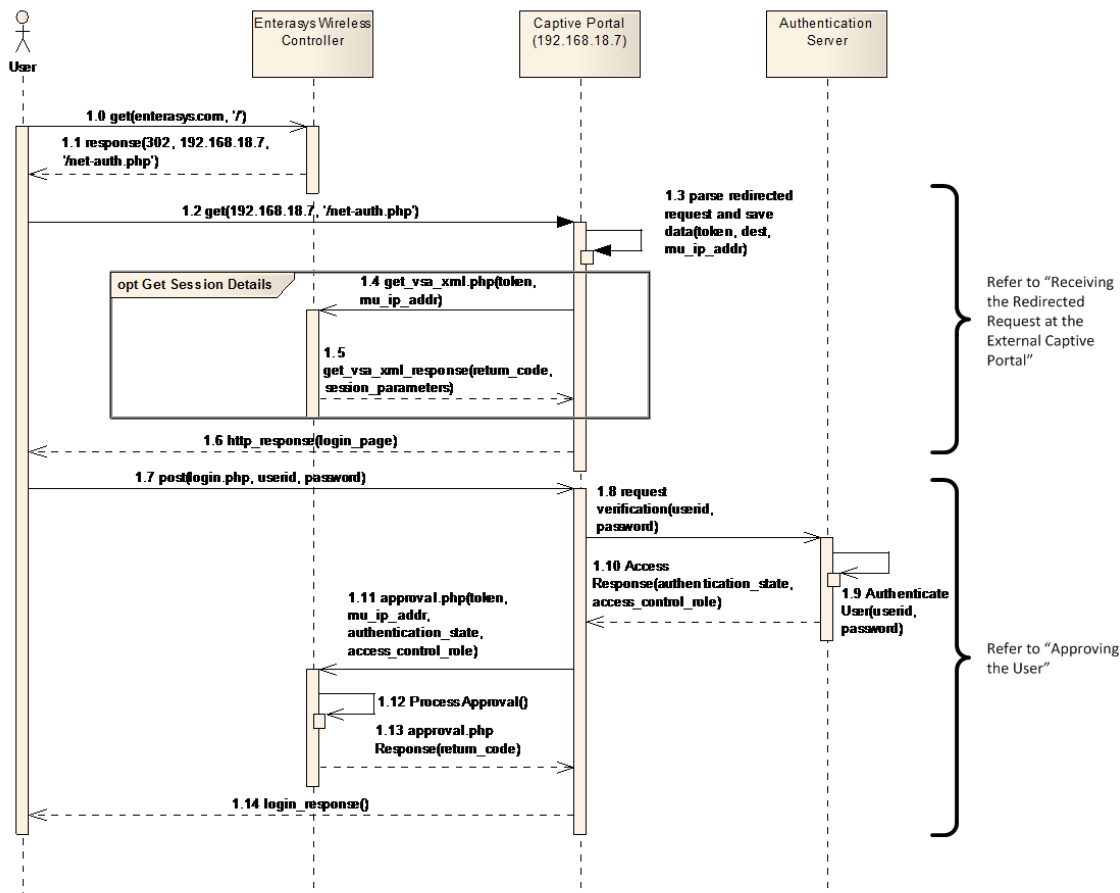 Enterasys Wireless
Controller
Captive Portal
(192.168.18.7)
Authentication
Server
User
1.0 get(enterasys.com, '/')
1.1 response(302, 192.168.18.7,
'/net-auth.php')
1.2 get(192.168.18.7, '/net-auth.php')
1.3 parse redirected
request and save
data(token, dest,
mu_ip_addr)
opt Get Session Details
1.4 get_vsa_xml.php(token,
mu_ip_addr)
1.5
get_vsa_xml_response(return_code,
session_parameters)
1.6 http_response(login_page)
Refer to “Receiving
the Redirected
Request at the
External Captive
Portal”
1.7 post(login.php, userid, password)
1.8 request
verification(userid,
password)
1.9 Authenticate
User(userid,
password)
1.10 Access
Response(authentication_state,
access_control_role)
1.11 approval.php(token,
mu_ip_addr,
authentication_state,
access_control_role)
1.12 ProcessApproval()
1.13 approval.php
Response(return_code)
1.14 login_response()
Refer to “Approving
the User”